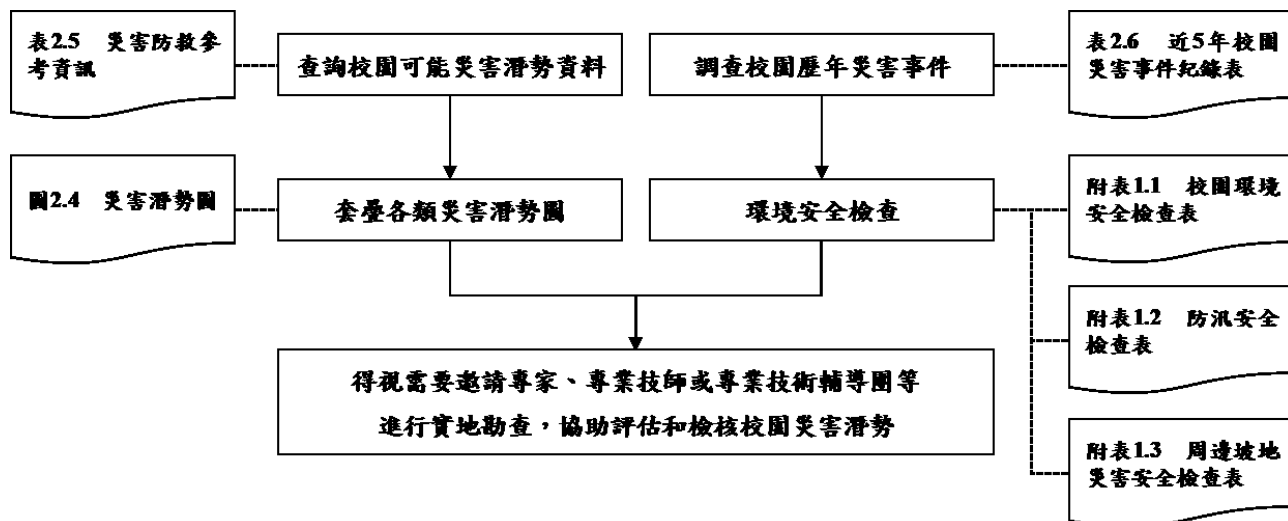 表2.5 災害防救參
考資訊
查詢校園可能災害潛勢資料
調查校園歷年災害事件
表2.6 近5年校園
災害事件紀錄表
圖2.4 災害潛勢圖
套疊各類災害潛勢圖
環境安全檢查
附表1.1 校園環境
安全檢查表
附表1.2 防汛安全
檢查表
得視需要邀請專家、專業技師或專業技術輔導團等
進行實地勘查，協助評估和檢核校園災害潛勢
附表1.3 周邊坡地
災害安全檢查表